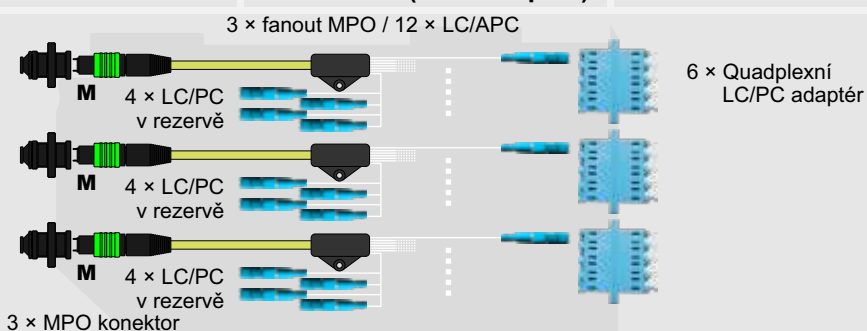 3 × fanout MPO / 12 × LC/APC
6 × Quadplexní
LC/PC adaptér
M
4 × LC/PC
v rezervě
M
4 × LC/PC
v rezervě
M
4 × LC/PC
v rezervě
3 × MPO konektor